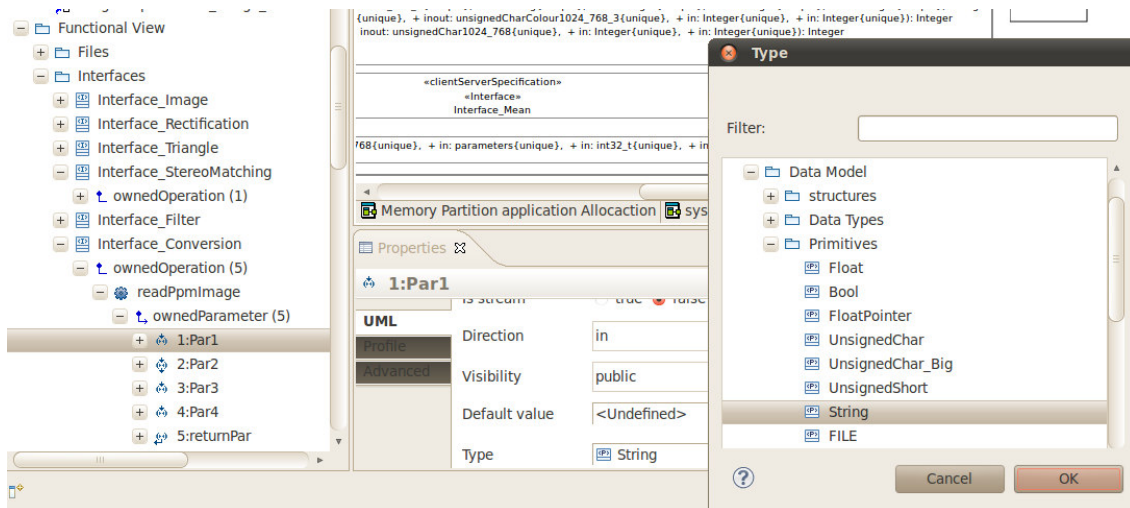 Functional View
Files
Interfaces
Interface_Image
Interface_Rectification
Interface_Triangle
Interface_StereoMatching
ownedOperation (1)
Interface_Filter
Interface_Conversion
ownedOperation (5)
readPpmImage
ownedParameter (5)
1:Par1
2:Par2
3:Par3
4:Par4
5:returnPar
{unique}, + inout: unsignedCharColour1024_768_3{unique}, + in: Integer{unique}, + in: Integer{unique}): Integer
inout: unsignedChar1024_768{unique}, + in: Integer{unique}, + in: Integer{unique}): Integer
«clientServerSpecification»
«Interface»
Interface_Mean
768{unique}, + in: parameters{unique}, + in: int32_t{unique}, + in
Memory Partition application Allocaction
sys
Properties
1:Par1
Is stream true false
UML
Profile
Advanced
Direction in
Visibility public
Default value <Undefined>
Type String
Type
Filter:
Data Model
structures
Data Types
Primitives
Float
Bool
FloatPointer
UnsignedChar
UnsignedChar_Big
UnsignedShort
String
FILE
Cancel OK